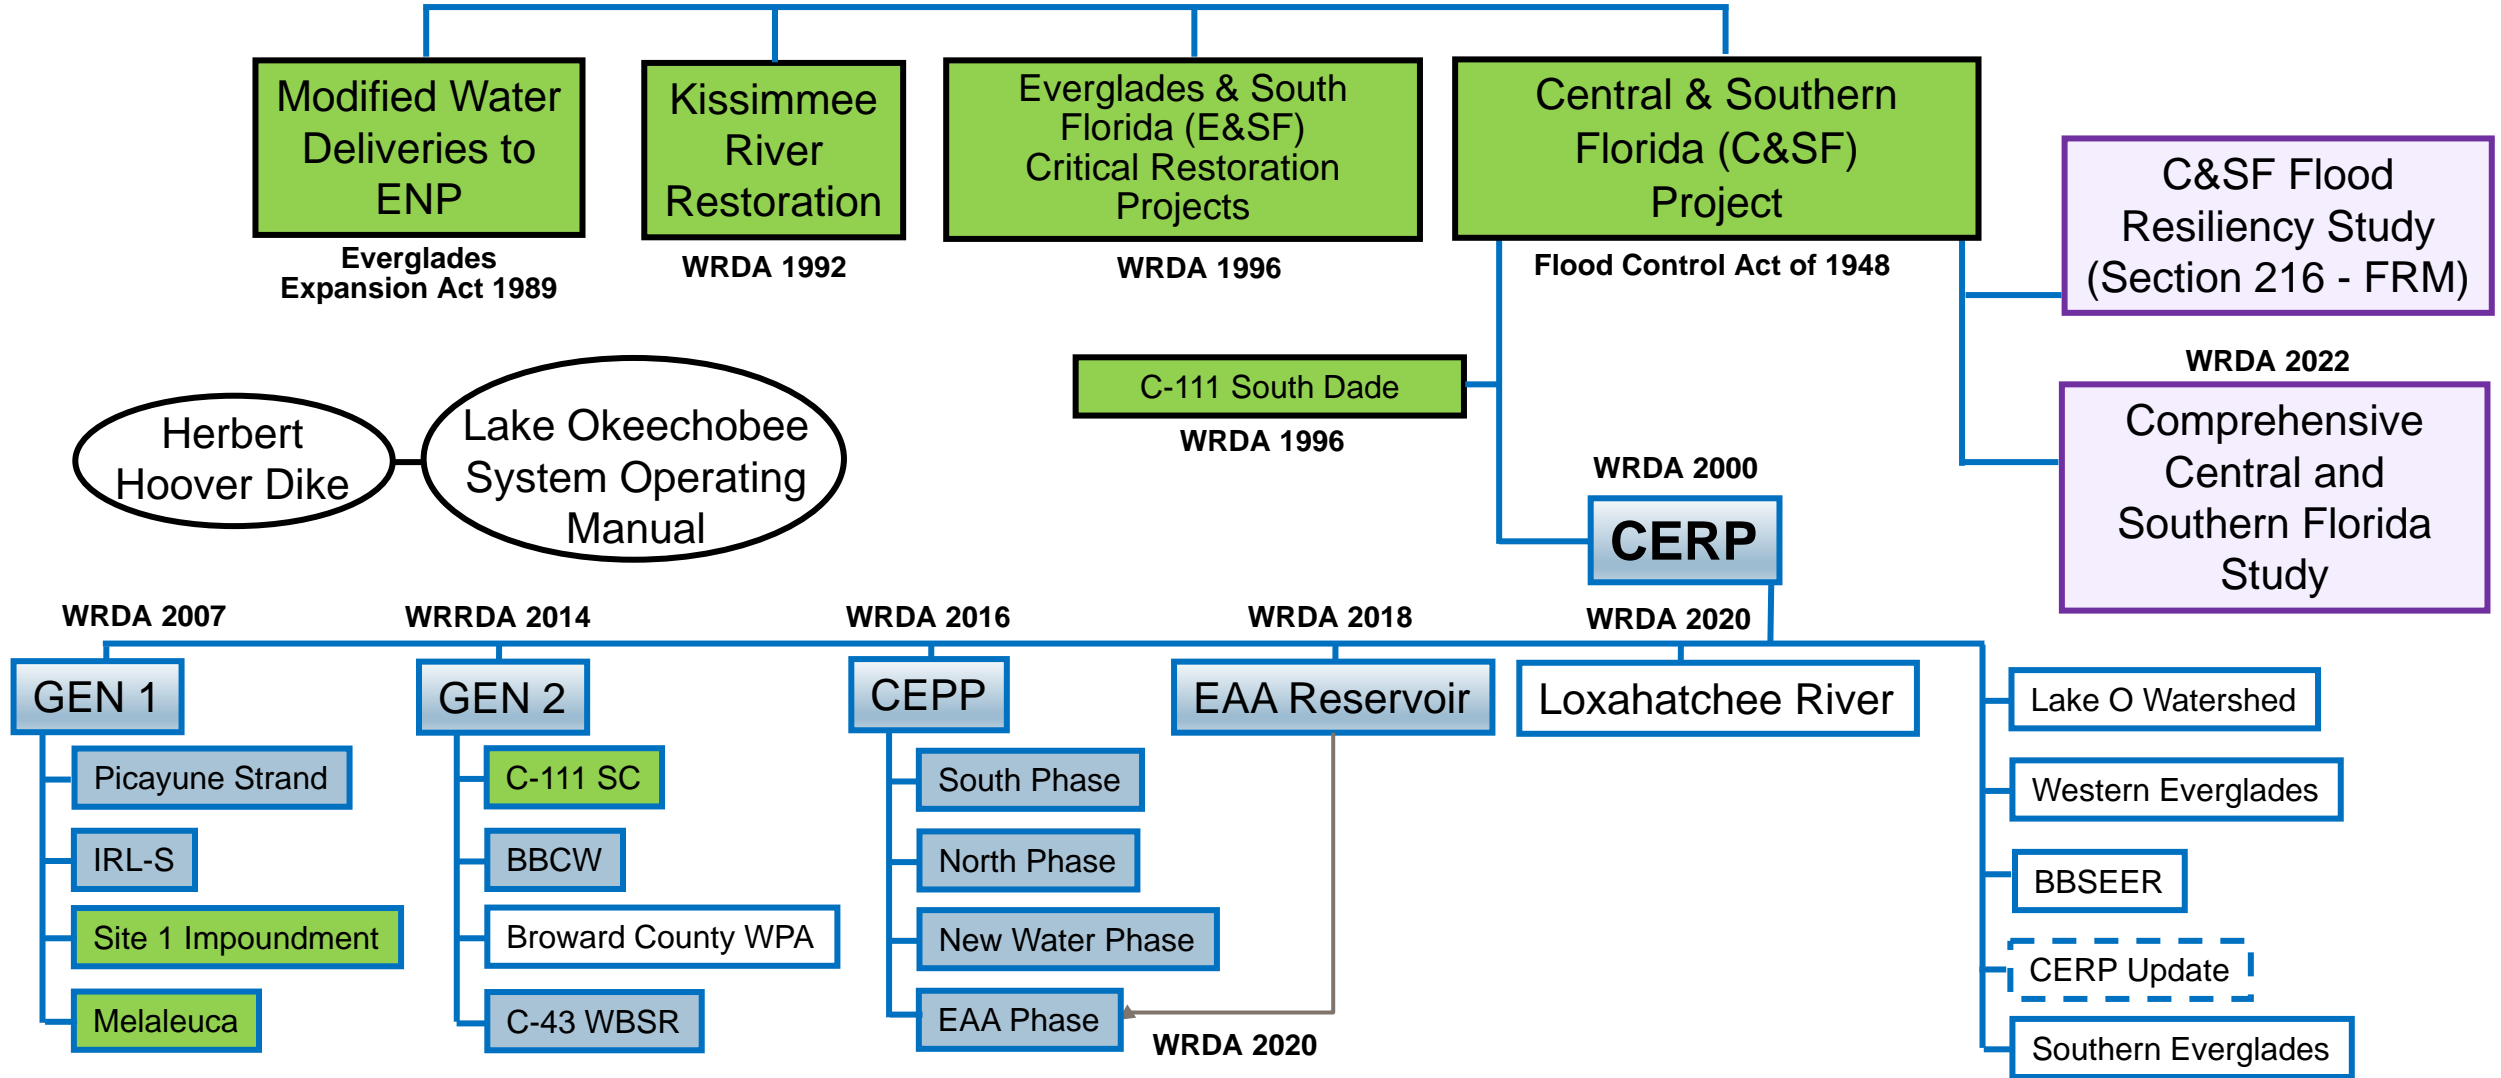 Modified Water
Deliveries to
ENP
Everglades
Expansion Act 1989
Kissimmee
River
Restoration
WRDA 1992
Everglades & South
Florida (E&SF)
Critical Restoration
Projects
WRDA 1996
Central & Southern
Florida (C&SF)
Project
Flood Control Act of 1948
C&SF Flood
Resiliency Study
(Section 216 - FRM)
WRDA 2022
Comprehensive
Central and
Southern Florida
Study
C-111 South Dade
WRDA 1996
Herbert
Hoover Dike
Lake Okeechobee
System Operating
Manual
WRDA 2000
CERP
WRDA 2007
GEN 1
Picayune Strand
IRL-S
Site 1 Impoundment
Melaleuca
WRRDA 2014
GEN 2
C-111 SC
BBCW
Broward County WPA
C-43 WBSR
WRDA 2016
CEPP
South Phase
North Phase
New Water Phase
EAA Phase
WRDA 2018
EAA Reservoir
WRDA 2020
WRDA 2020
Loxahatchee River
Lake O Watershed
Western Everglades
BBSEER
CERP Update
Southern Everglades